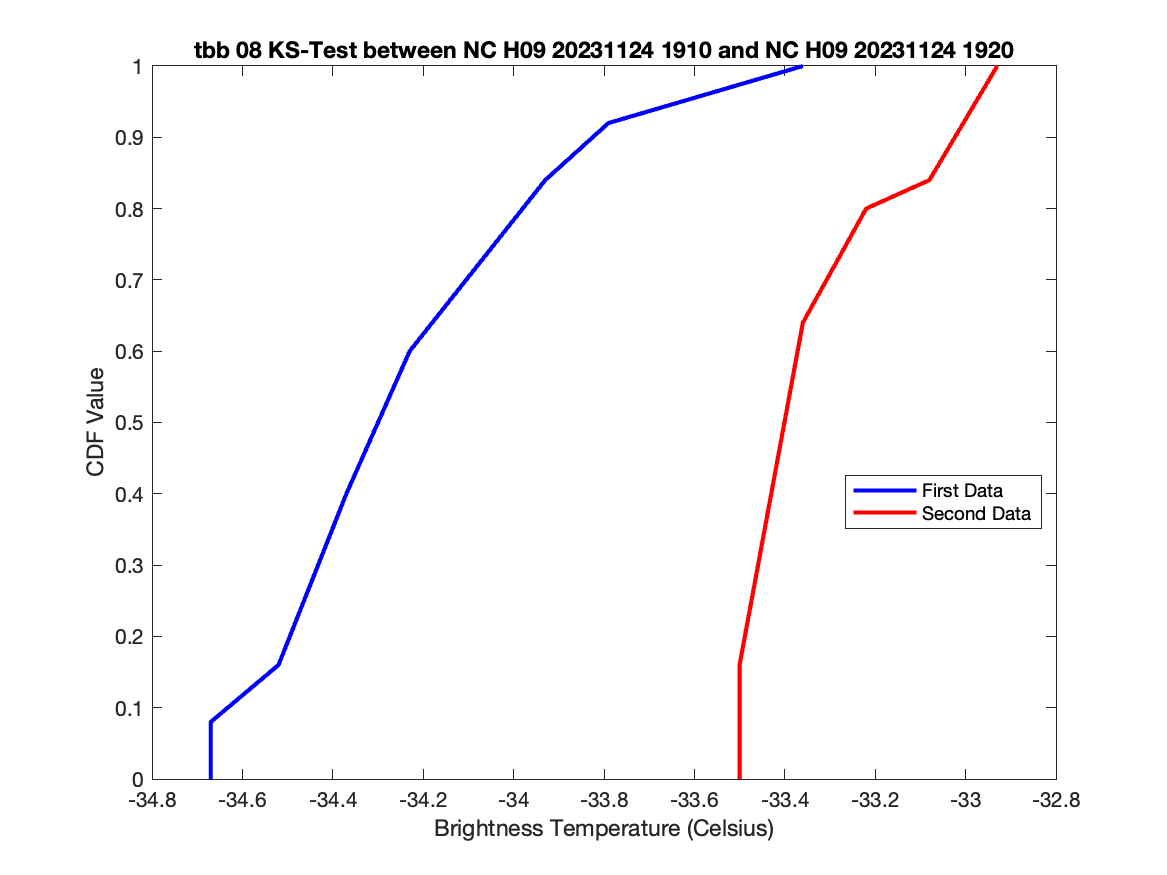 tbb 08 KS-Test between NC H09 20231124 1910 and NC H09 20231124 1920
1
0.9
0.8
0.7
0.6
0.5
0.4
0.3
0.2
0.1
0
CDF Value
First Data
Second Data
-34.8 -34.6 -34.4 -34.2 -34 -33.8 -33.6 -33.4 -33.2 -33 -32.8
Brightness Temperature (Celsius)